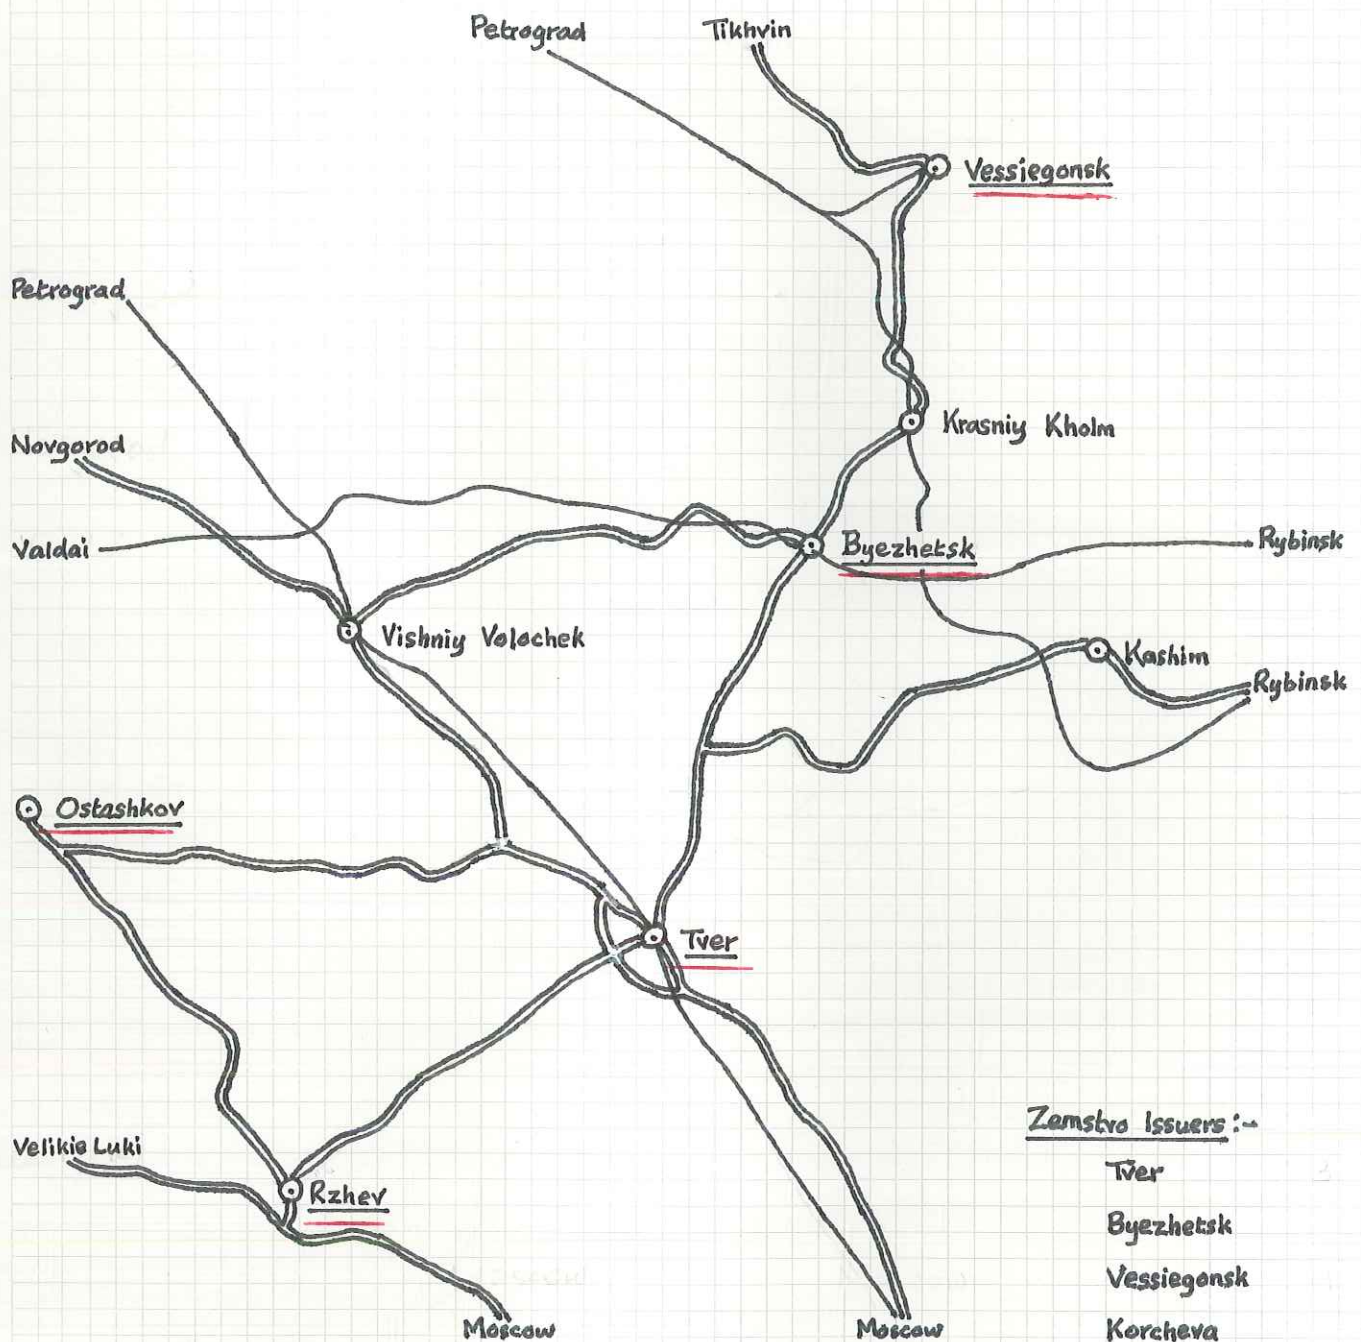 Petrograd
Tikhvin
Vessiegonsk
Petrograd
Krasniy Kholm
Novgorod
Valdai
Byezhetsk
Rybinsk
Vishniy Volochek
Kashim
Rybinsk
Ostashkov
Tver
Zemstvo Issuers :-
Velikie Luki
Tver
Rzhev
Byezhetsk
Vessiegonsk
Moscow
Moscow
Korcheva